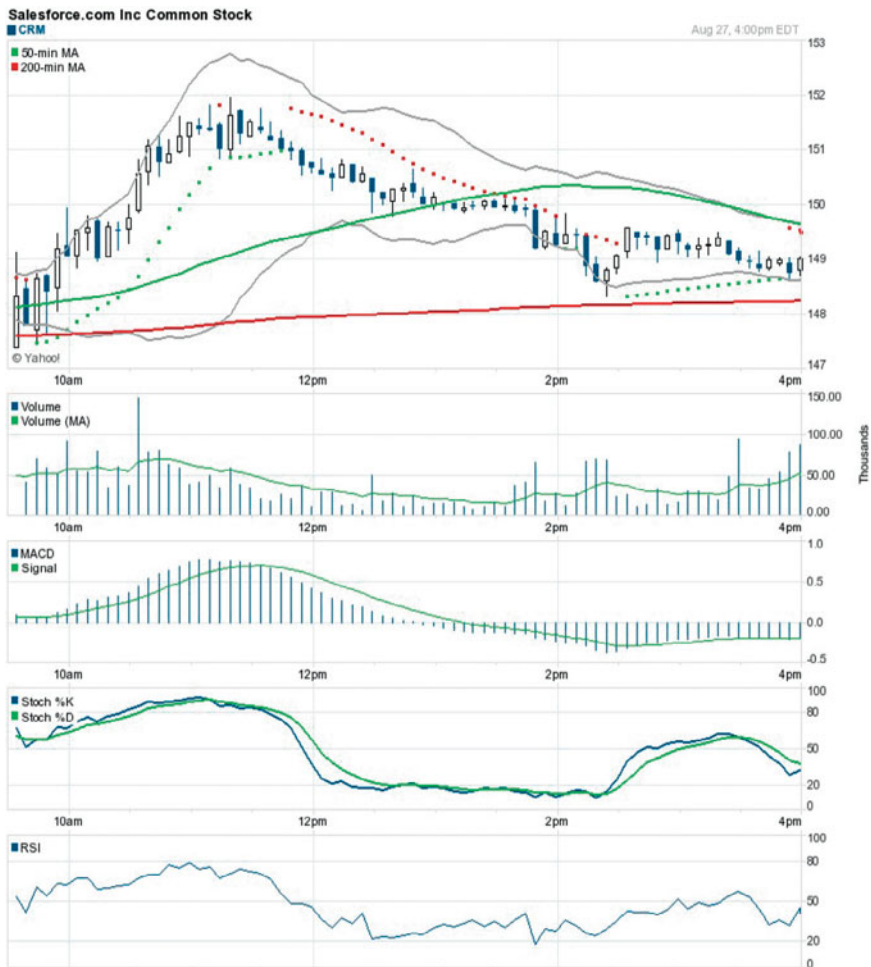 Salesforce.com Inc Common Stock
CRM Aug 27, 4:00pm EDT
50-min MA
200-min MA
153
152
151
150
149
148
147
© Yahoo!
10am 12pm 2pm 4pm
Volume
Volume (MA)
150.00
100.00
50.00
0.00
Thousands
10am 12pm 2pm 4pm
MACD
Signal
1.0
0.5
0.0
-0.5
10am 12pm 2pm 4pm
Stoch %K
Stoch %D
100
80
50
20
0
10am 12pm 2pm 4pm
RSI
100
80
50
20
0